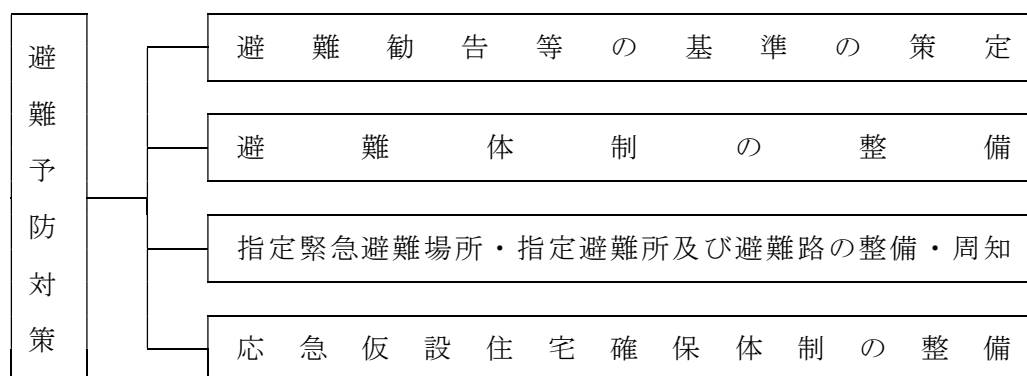 避難予防対策
避難勧告等の基準の策定
避難体制の整備
指定緊急避難場所・指定避難所及び避難路の整備・周知
応急仮設住宅確保体制の整備